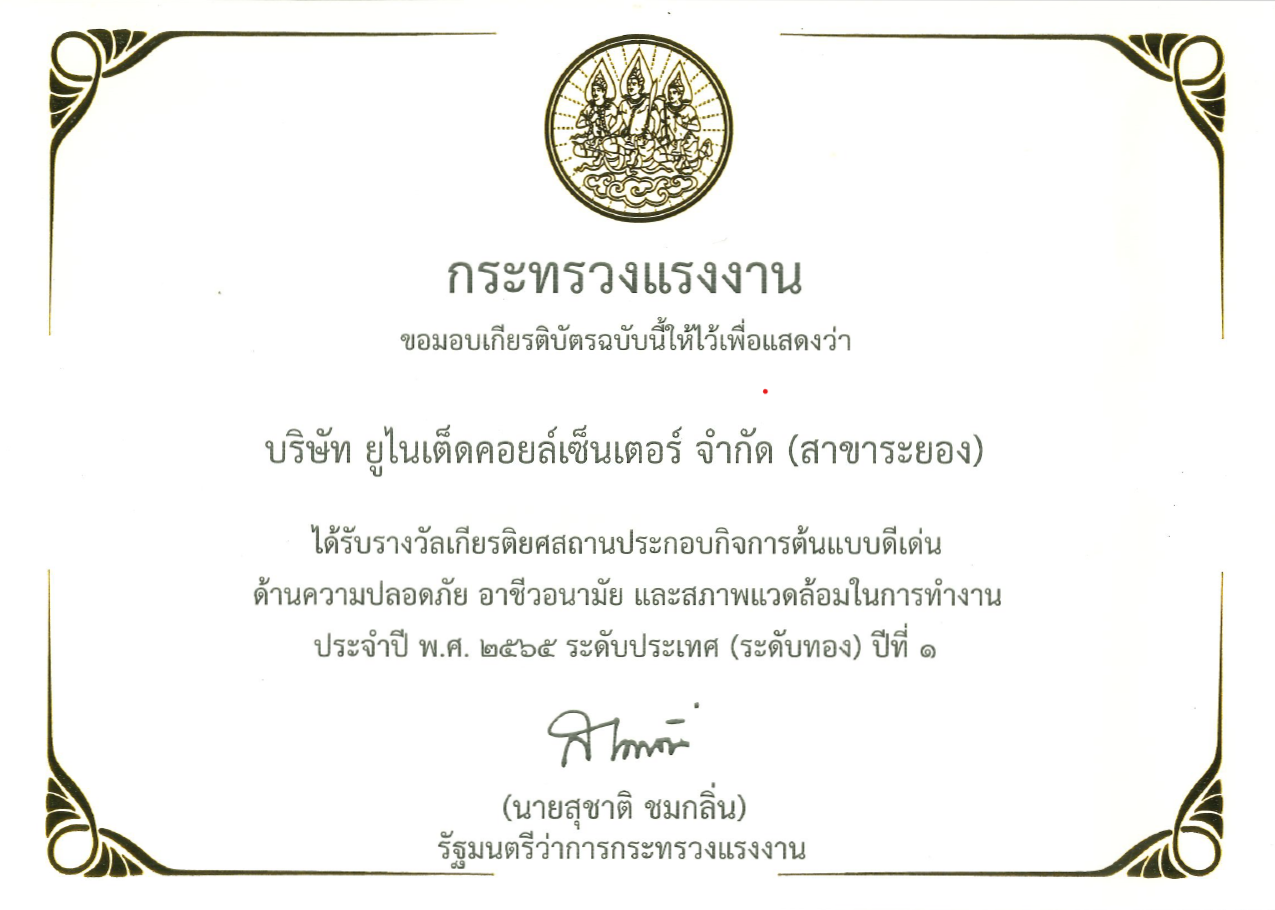 กระทรวงแรงงาน
ขอมอบเกียรติบัตรฉบับนี้ให้ไว้เพื่อแสดงว่า
บริษัท ยูไนเต็ดคอยล์เซ็นเตอร์ จำกัด (สาขาระยอง)
ได้รับรางวัลเกียรติยศสถานประกอบกิจการต้นแบบดีเด่น
ด้านความปลอดภัย อาชีวอนามัย และสภาพแวดล้อมในการทำงาน
ประจำปี พ.ศ. ๒๕๖๕ ระดับประเทศ (ระดับทอง) ปีที่ ๑
(นายสุชาติ ชมกลิ่น)
รัฐมนตรีว่าการกระทรวงแรงงาน